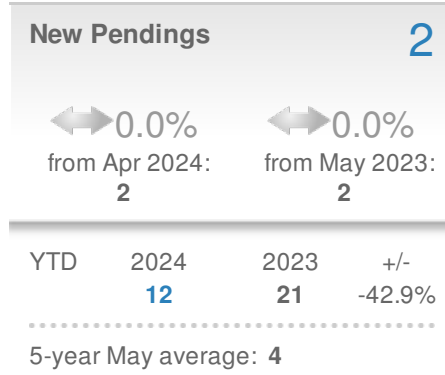 New Pendings 2
0.0% 0.0%
from Apr 2024: from May 2023:
2 2
YTD 2024 2023 +/-
12 21 -42.9%
5-year May average: 4